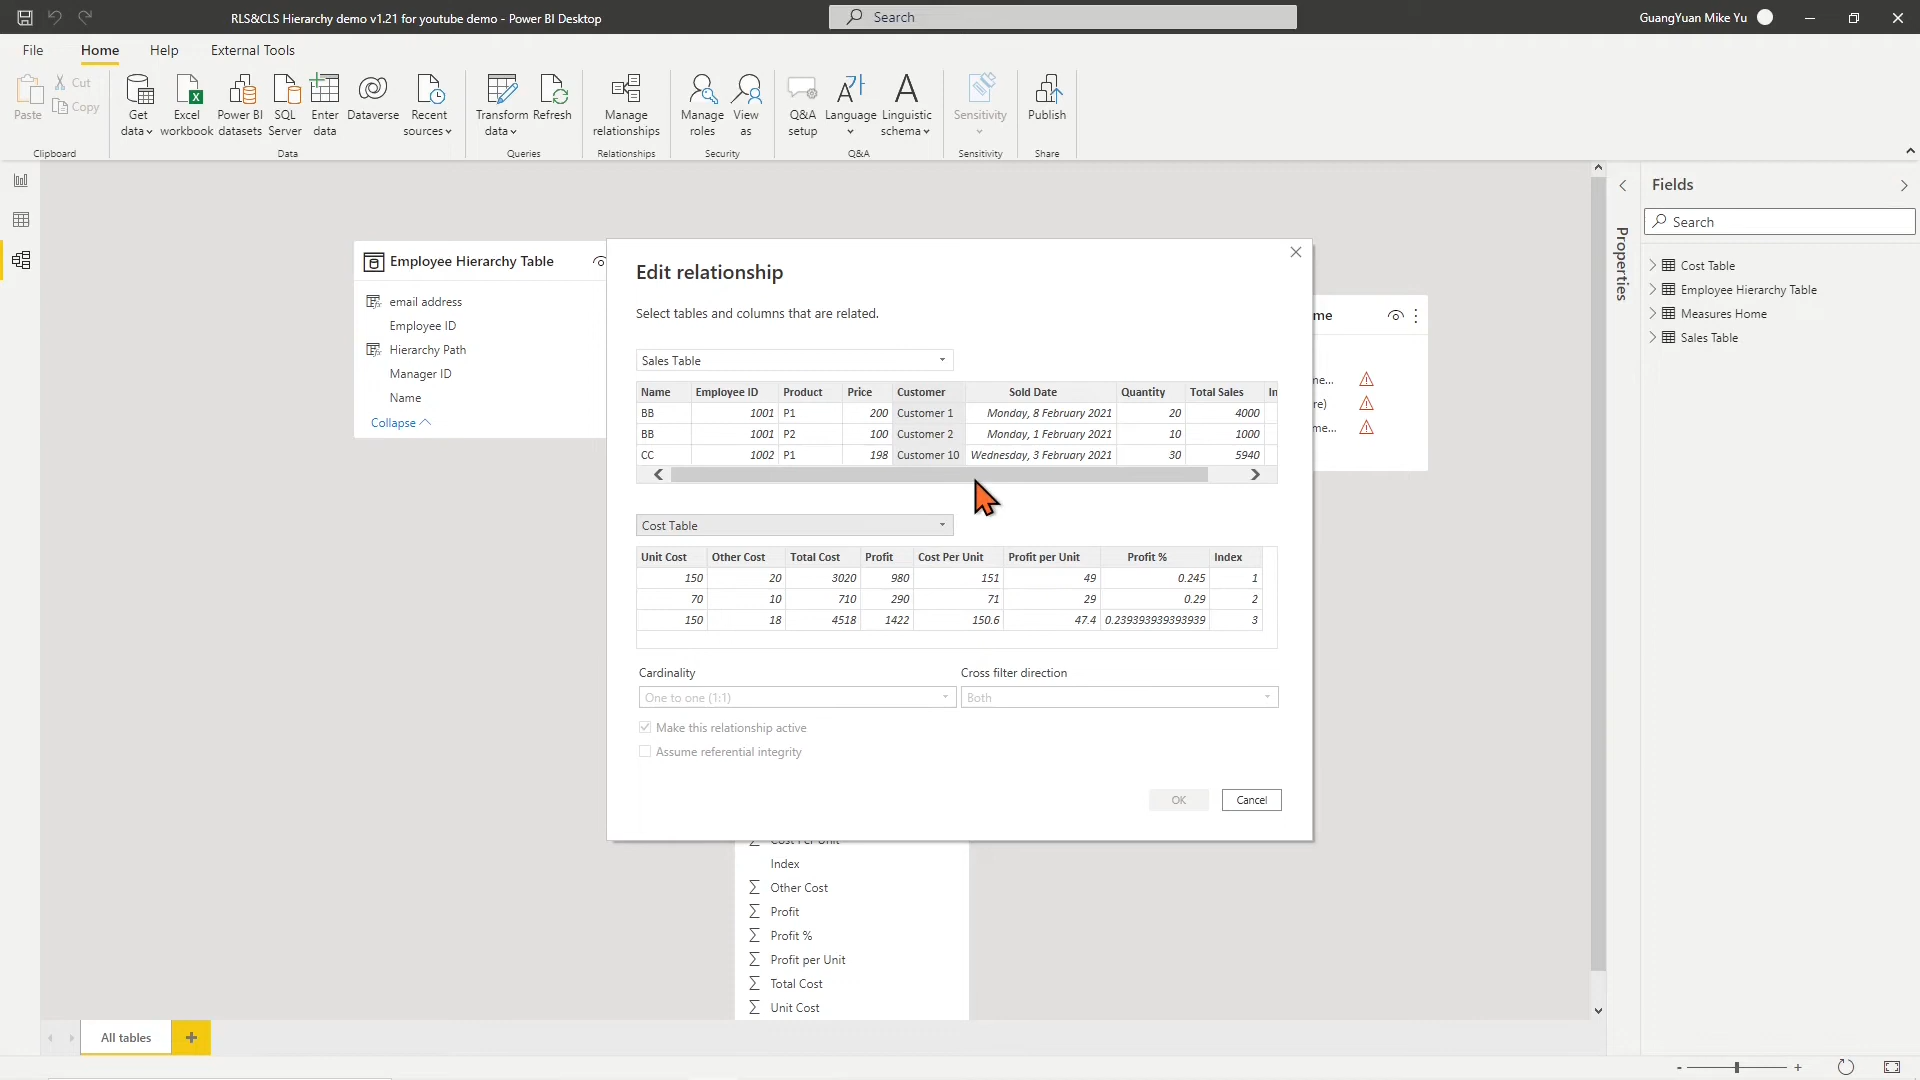 RLS&CLS Hierarchy demo v1.21 for youtube demo - Power BI Desktop
Search
GuangYuan Mike Yu
File
Home
Help
External Tools
Paste
Cut
Copy
Get data
Excel workbook
Power BI datasets
SQL Server
Enter data
Dataverse
Recent sources
Transform data
Refresh
Manage relationships
Manage roles
View as
Q&A setup
Language
Linguistic schema
Sensitivity
Publish
Clipboard
Data
Queries
Relationships
Security
Q&A
Sensitivity
Share
Employee Hierarchy Table
email address
Employee ID
Hierarchy Path
Manager ID
Name
Collapse
Edit relationship
Select tables and columns that are related.
Sales Table
Name Employee ID Product Price Customer Sold Date Quantity Total Sales In
BB 1001 P1 200 Customer 1 Monday, 8 February 2021 20 4000
BB 1001 P2 100 Customer 2 Monday, 1 February 2021 10 1000
CC 1002 P1 198 Customer 10 Wednesday, 3 February 2021 30 5940
Cost Table
Unit Cost Other Cost Total Cost Profit Cost Per Unit Profit per Unit Profit % Index
150 20 3020 980 151 49 0.245 1
70 10 710 290 71 29 0.29 2
150 18 4518 1422 150.6 47.4 0.239393939393939 3
Cardinality
One to one (1:1)
Cross filter direction
Both
Make this relationship active
Assume referential integrity
OK
Cancel
me
ne...
re)
me...
Cost Per Unit
Index
Other Cost
Profit
Profit %
Profit per Unit
Total Cost
Unit Cost
Properties
Fields
Search
Cost Table
Employee Hierarchy Table
Measures Home
Sales Table
All tables